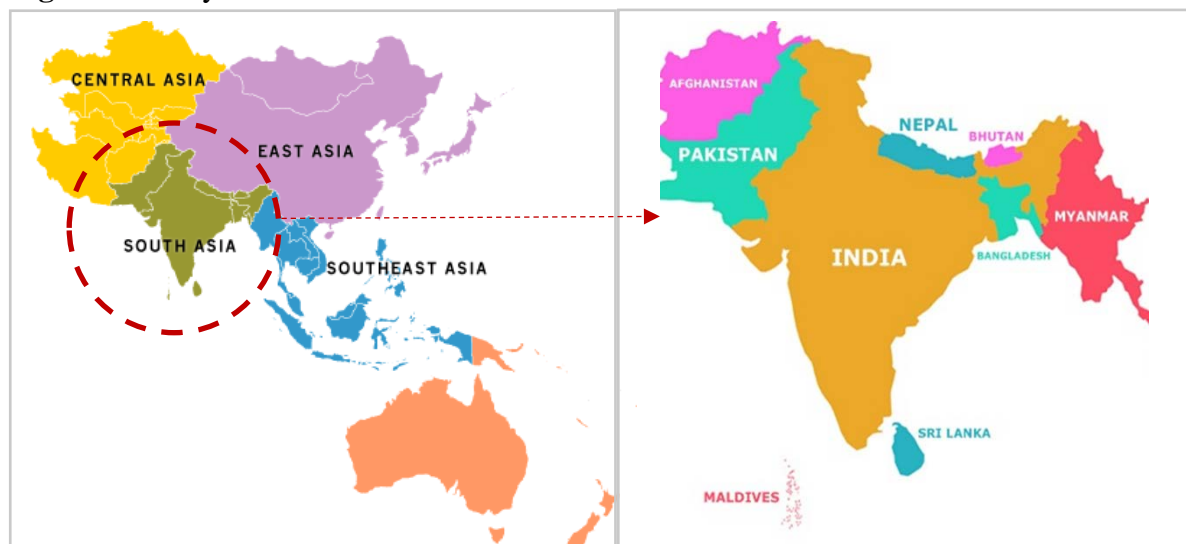 CENTRAL ASIA
EAST ASIA
SOUTH ASIA
SOUTHEAST ASIA
AFGHANISTAN
NEPAL
BHUTAN
PAKISTAN
MYANMAR
INDIA
BANGLADESH
SRI LANKA
MALDIVES